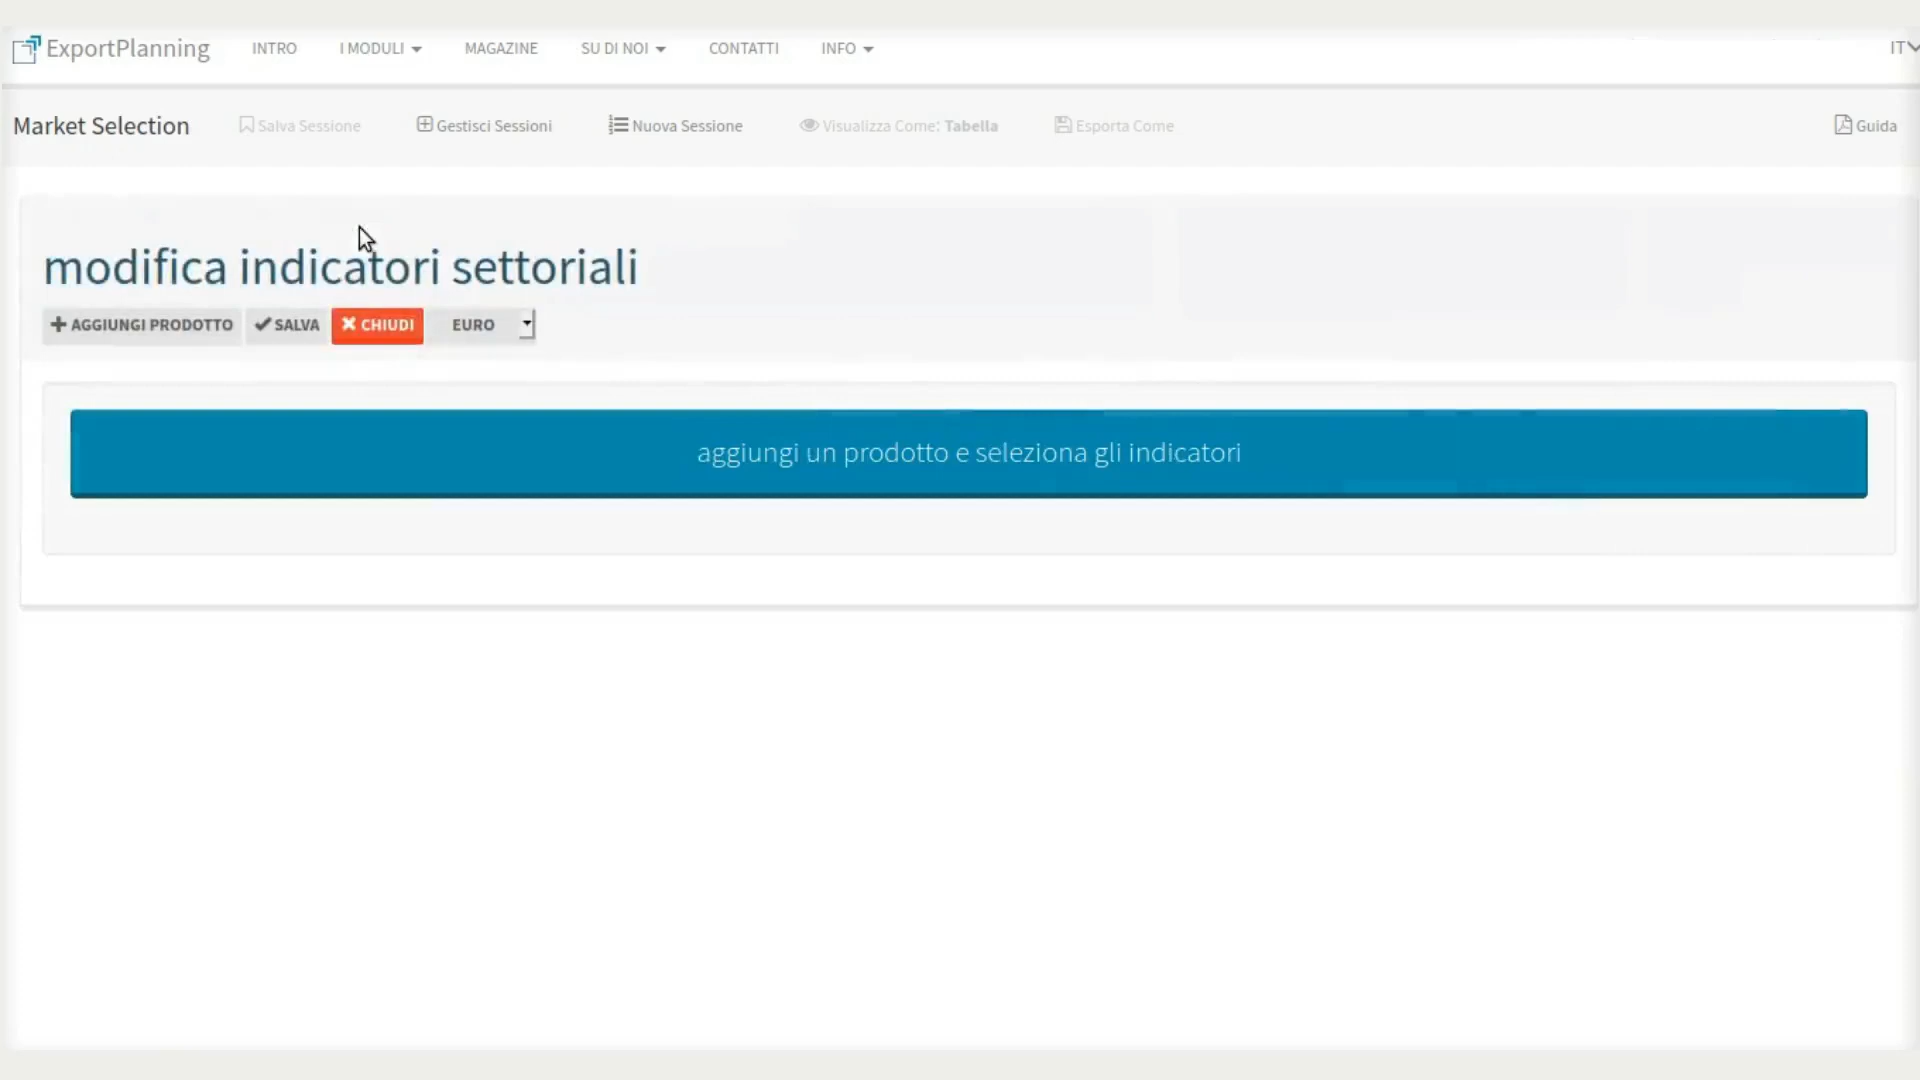 ExportPlanning INTRO I MODULI MAGAZINE SU DI NOI CONTATTI INFO IT
Market Selection Salva Sessione Gestisci Sessioni Nuova Sessione Visualizza Come: Tabella Esporta Come Guida
modifica indicatori settoriali
AGGIUNGI PRODOTTO SALVA CHIUDI EURO
aggiungi un prodotto e seleziona gli indicatori